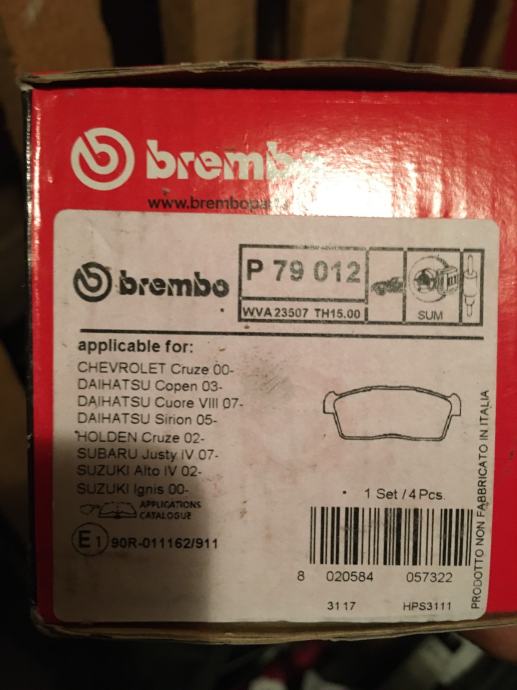 brembo
www.bremboparts
brembo
P 79 012
WVA 23507 TH15.00
SUM
applicable for:
CHEVROLET Cruze 00-
DAIHATSU Copen 03-
DAIHATSU Cuore VIII 07-
DAIHATSU Sirion 05-
HOLDEN Cruze 02-
SUBARU Justy IV 07-
SUZUKI Alto IV 02-
SUZUKI Ignis 00-
APPLICATIONS
CATALOGUE
E1 90R-011162/911
1 Set / 4 Pcs.
8 020584 057322
31 17 HPS3111
PRODOTTO NON FABBRICATO IN ITALIA